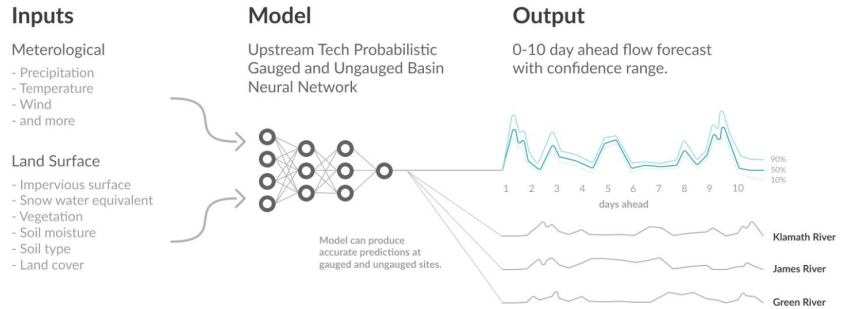 Inputs
Meterological
- Precipitation
- Temperature
- Wind
- and more
Land Surface
- Impervious surface
- Snow water equivalent
- Vegetation
- Soil moisture
- Soil type
- Land cover
Model
Upstream Tech Probabilistic
Gauged and Ungauged Basin
Neural Network
Model can produce
accurate predictions at
gauged and ungauged sites.
Output
0-10 day ahead flow forecast
with confidence range.
90%
50%
10%
1 2 3 4 5 6 7 8 9 10
days ahead
Klamath River
James River
Green River